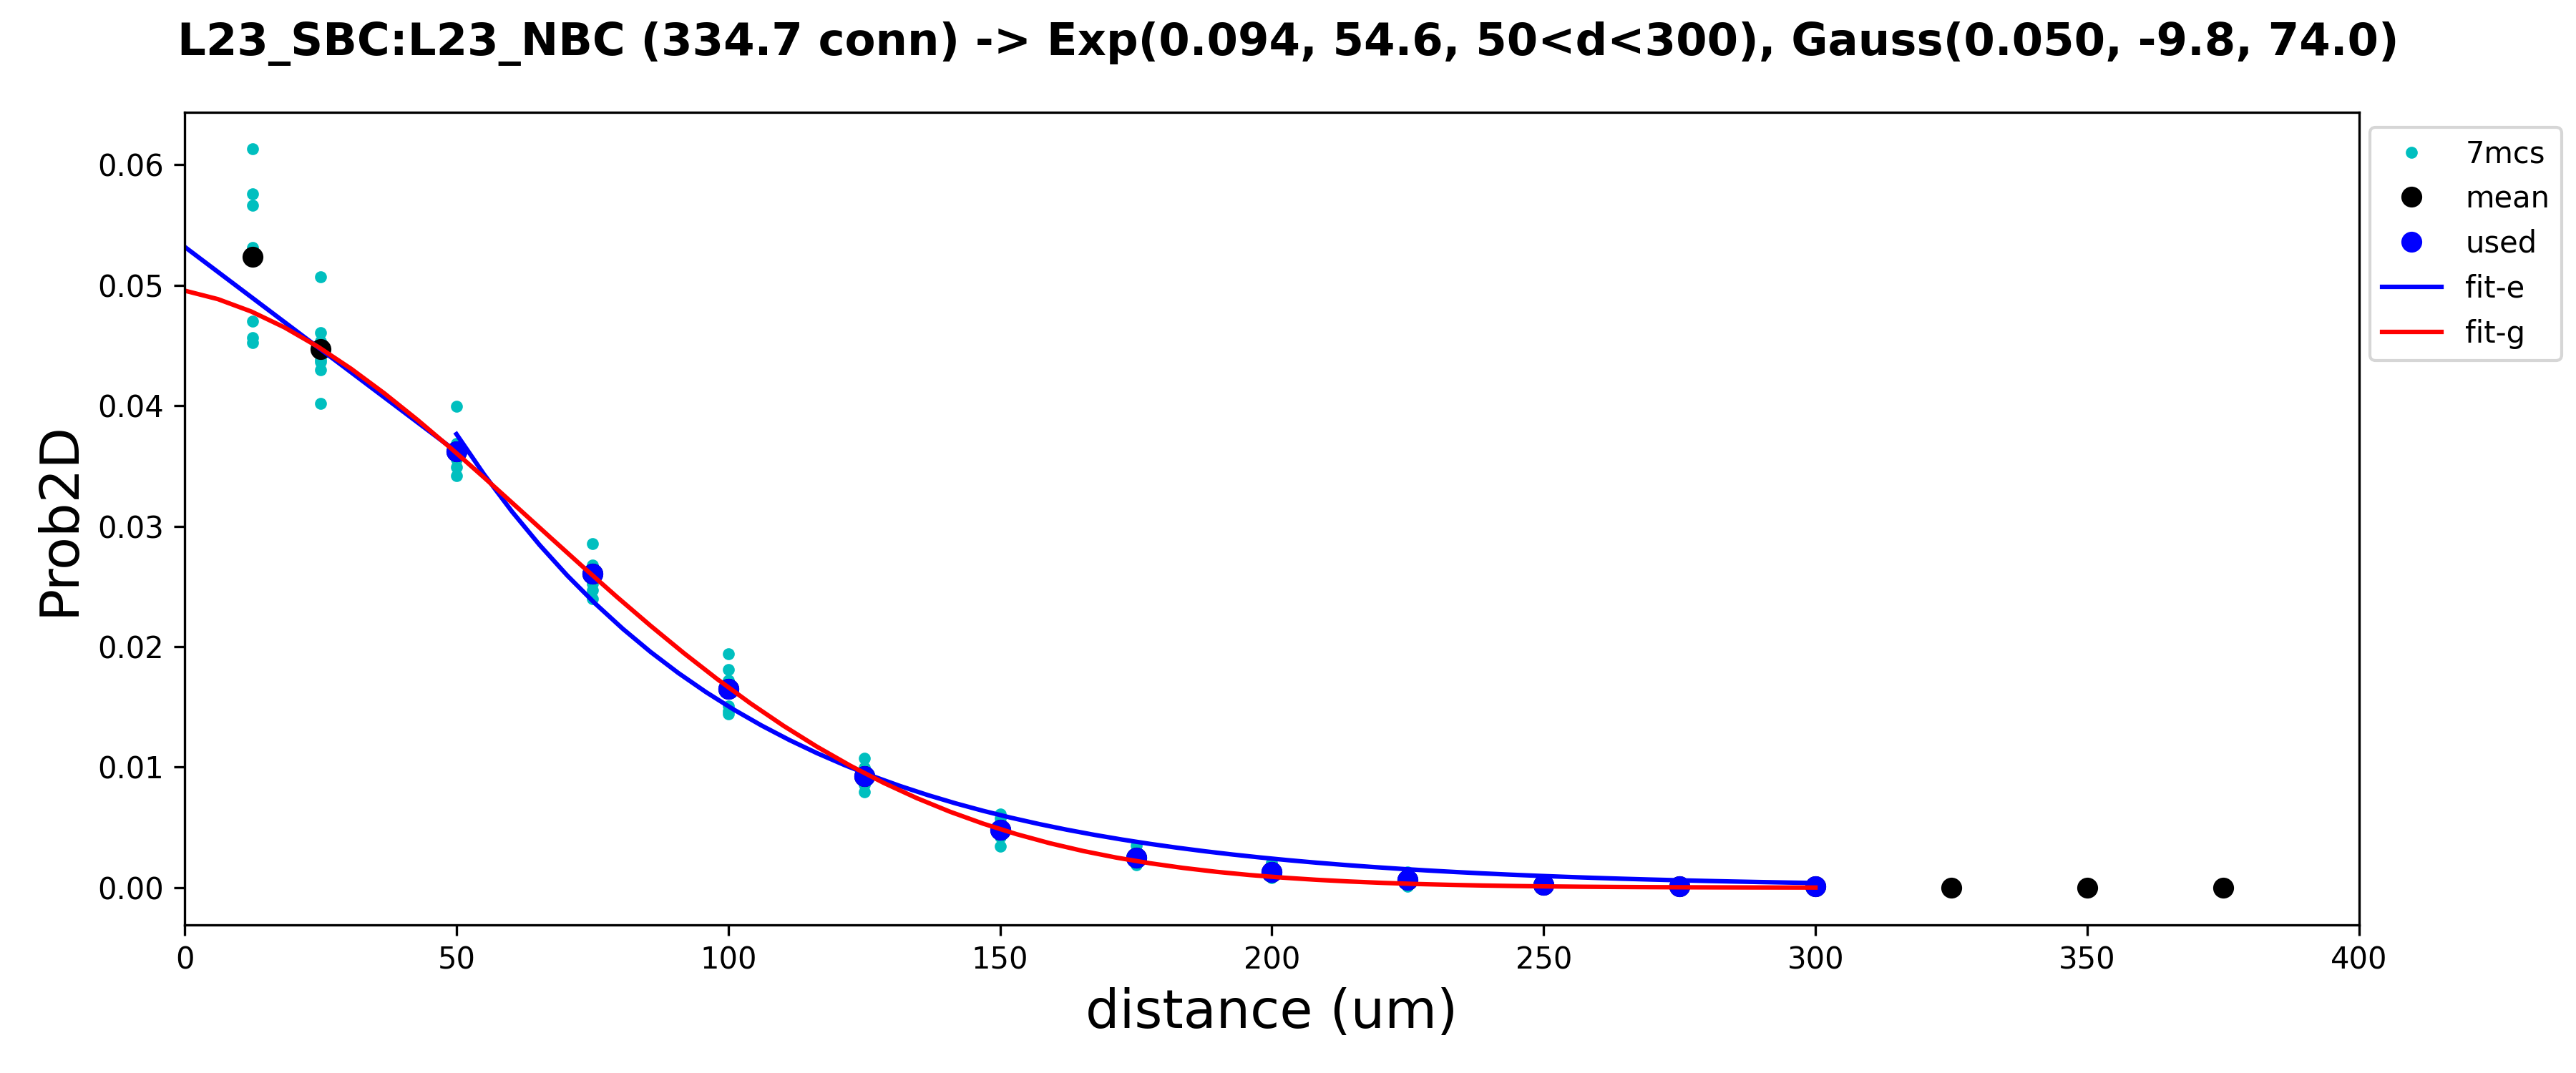 L23_SBC:L23_NBC (334.7 conn) -> Exp(0.094, 54.6, 50<d<300), Gauss(0.050, -9.8, 74.0)
7mcs
mean
used
fit-e
fit-g
Prob2D
0.06
0.05
0.04
0.03
0.02
0.01
0.00
0 50 100 150 200 250 300 350 400
distance (um)